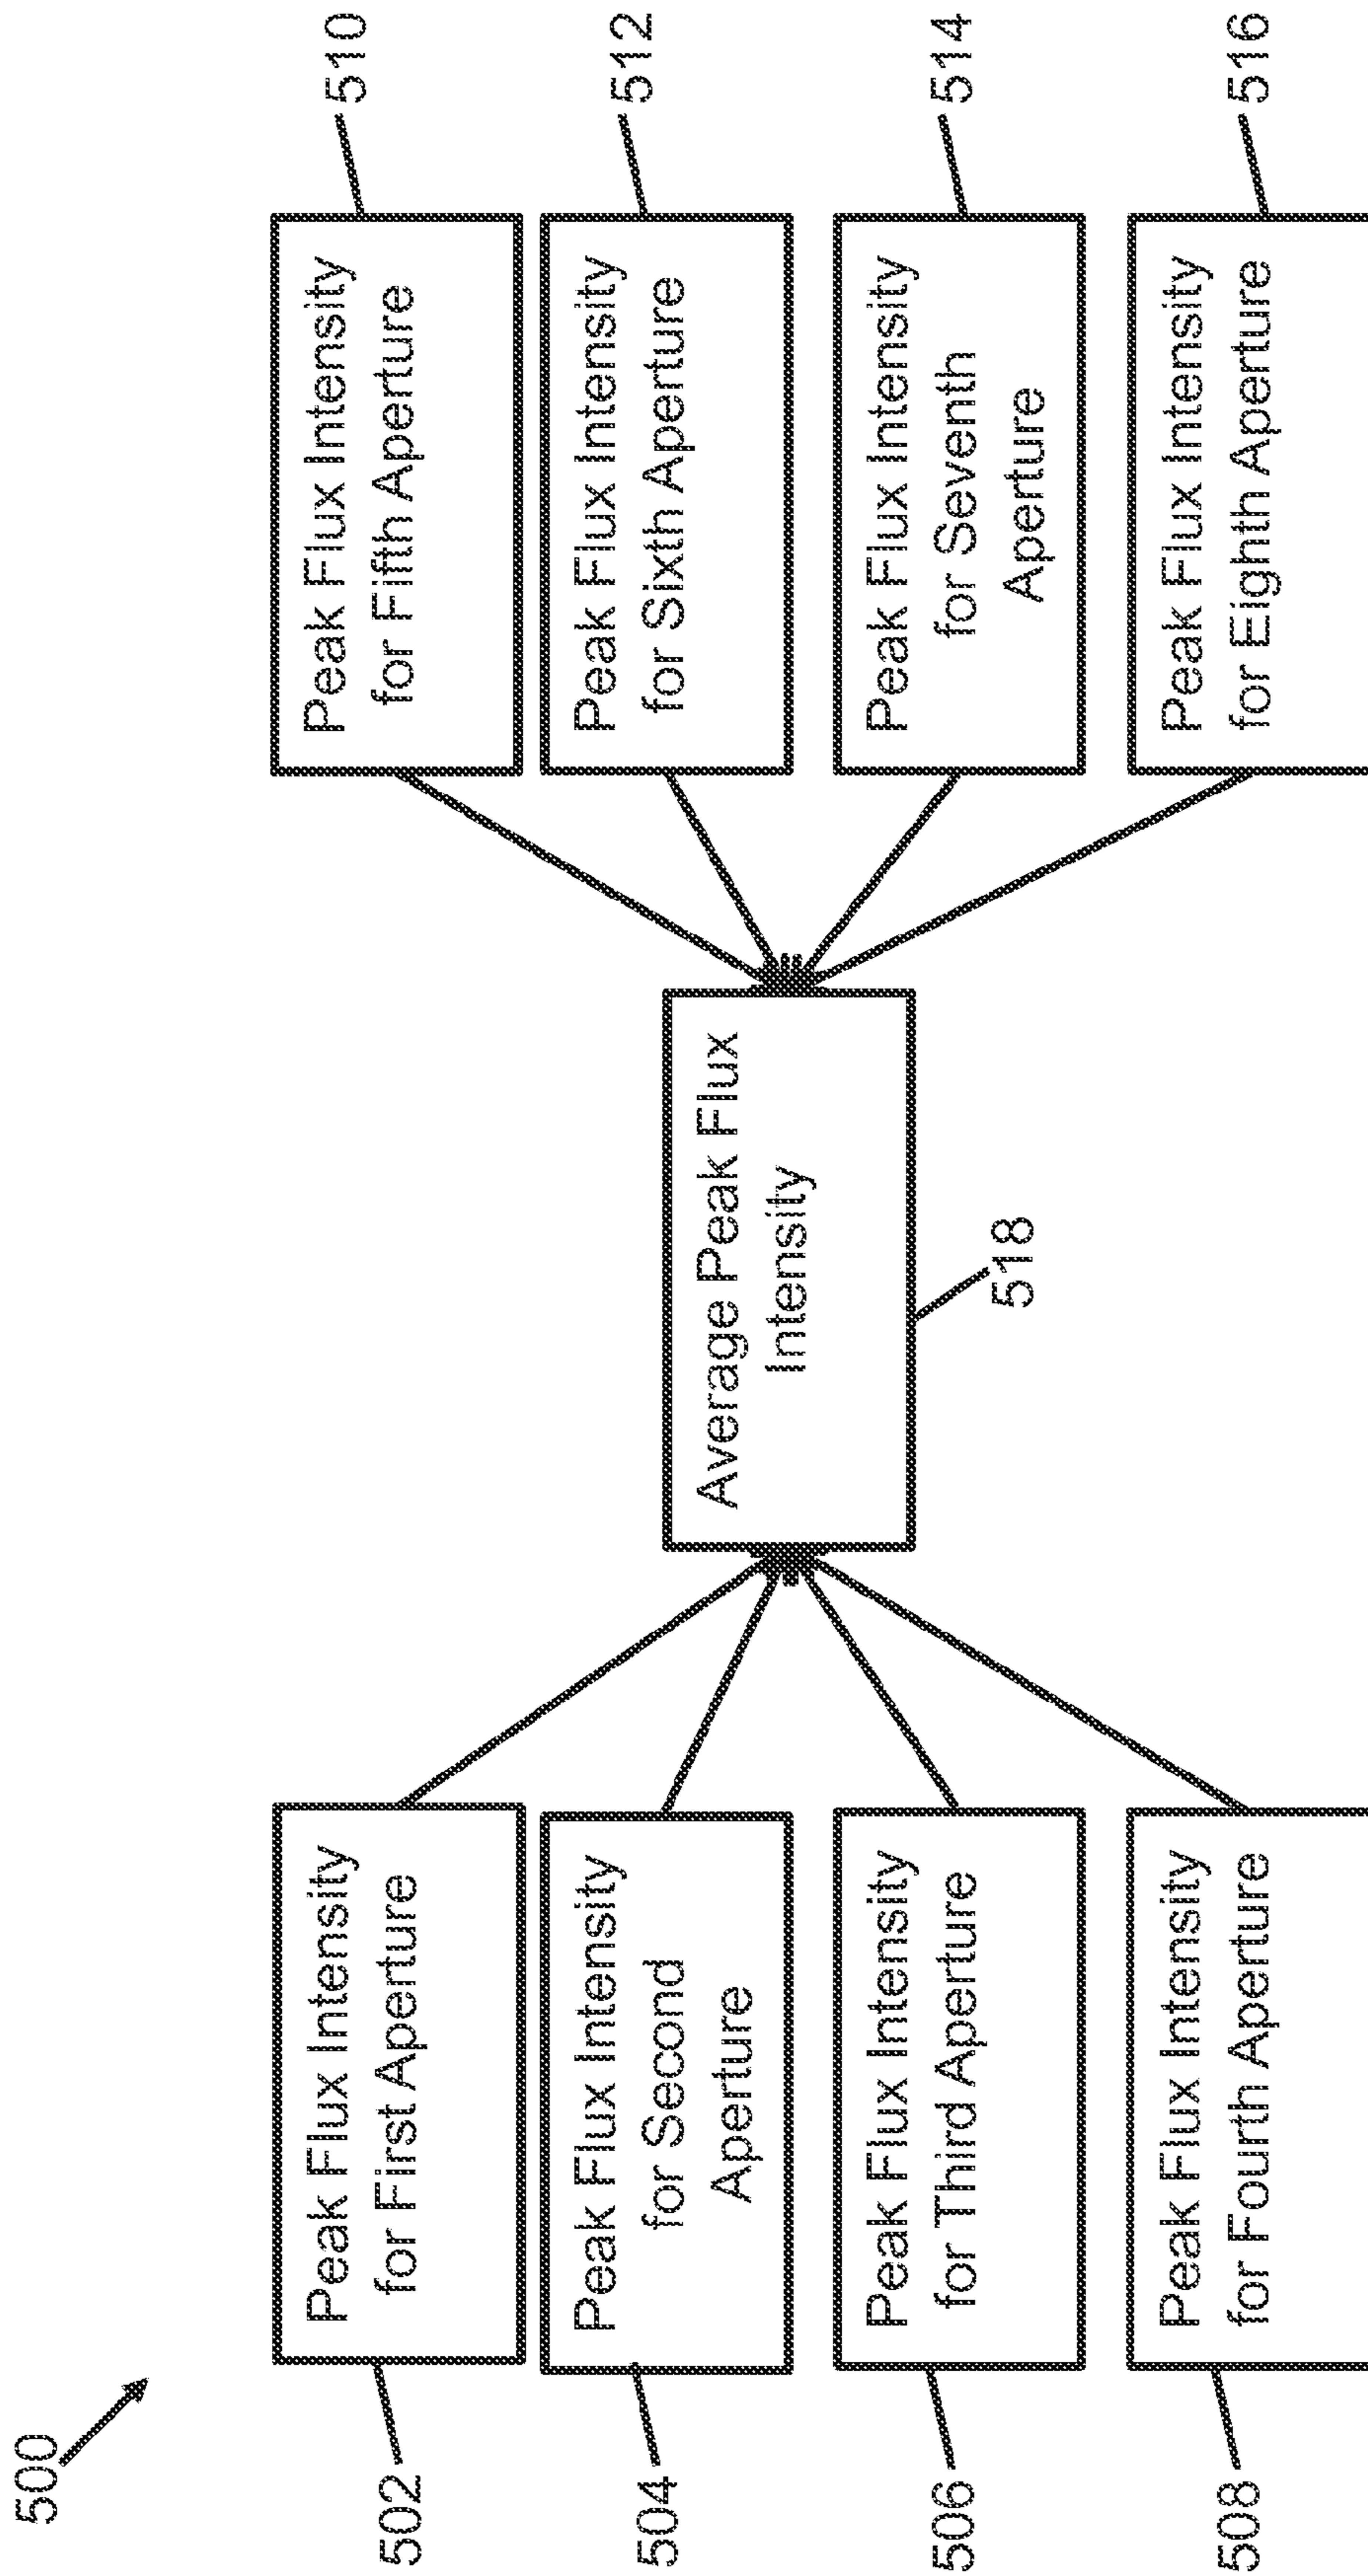 500
502
Peak Flux Intensity
for First Aperture
504
Peak Flux Intensity
for Second
Aperture
506
Peak Flux Intensity
for Third Aperture
508
Peak Flux Intensity
for Fourth Aperture
Average Peak Flux
Intensity
518
Peak Flux Intensity
for Fifth Aperture
510
Peak Flux Intensity
for Sixth Aperture
512
Peak Flux Intensity
for Seventh
Aperture
514
Peak Flux Intensity
for Eighth Aperture
516